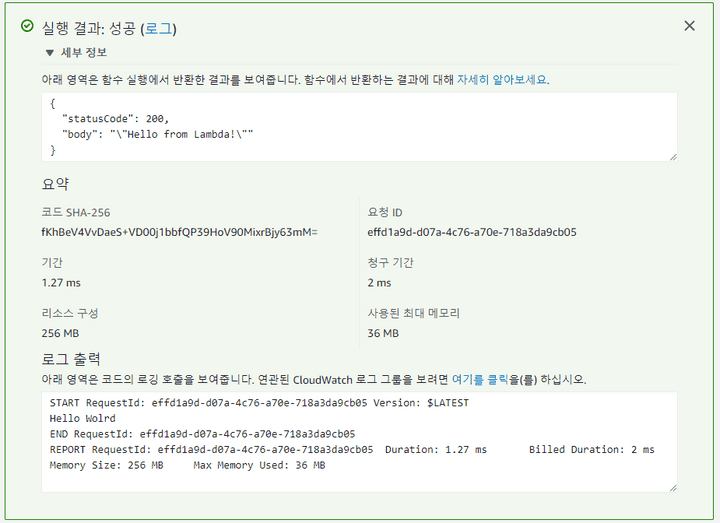 실행 결과: 성공 (로그)
▼ 세부 정보
아래 영역은 함수 실행에서 반환한 결과를 보여줍니다. 함수에서 반환하는 결과에 대해 자세히 알아보세요.
{
  "statusCode": 200,
  "body": "\"Hello from Lambda!\""
}
요약
코드 SHA-256
fKhBeV4VvDaeS+VD00j1bbfQP39HoV90MixrBjy63mM=
요청 ID
effd1a9d-d07a-4c76-a70e-718a3da9cb05
기간
1.27 ms
청구 기간
2 ms
리소스 구성
256 MB
사용된 최대 메모리
36 MB
로그 출력
아래 영역은 코드의 로깅 호출을 보여줍니다. 연관된 CloudWatch 로그 그룹을 보려면 여기를 클릭을(를) 하십시오.
START RequestId: effd1a9d-d07a-4c76-a70e-718a3da9cb05 Version: $LATEST
Hello Wolrd
END RequestId: effd1a9d-d07a-4c76-a70e-718a3da9cb05
REPORT RequestId: effd1a9d-d07a-4c76-a70e-718a3da9cb05  Duration: 1.27 ms       Billed Duration: 2 ms
Memory Size: 256 MB     Max Memory Used: 36 MB